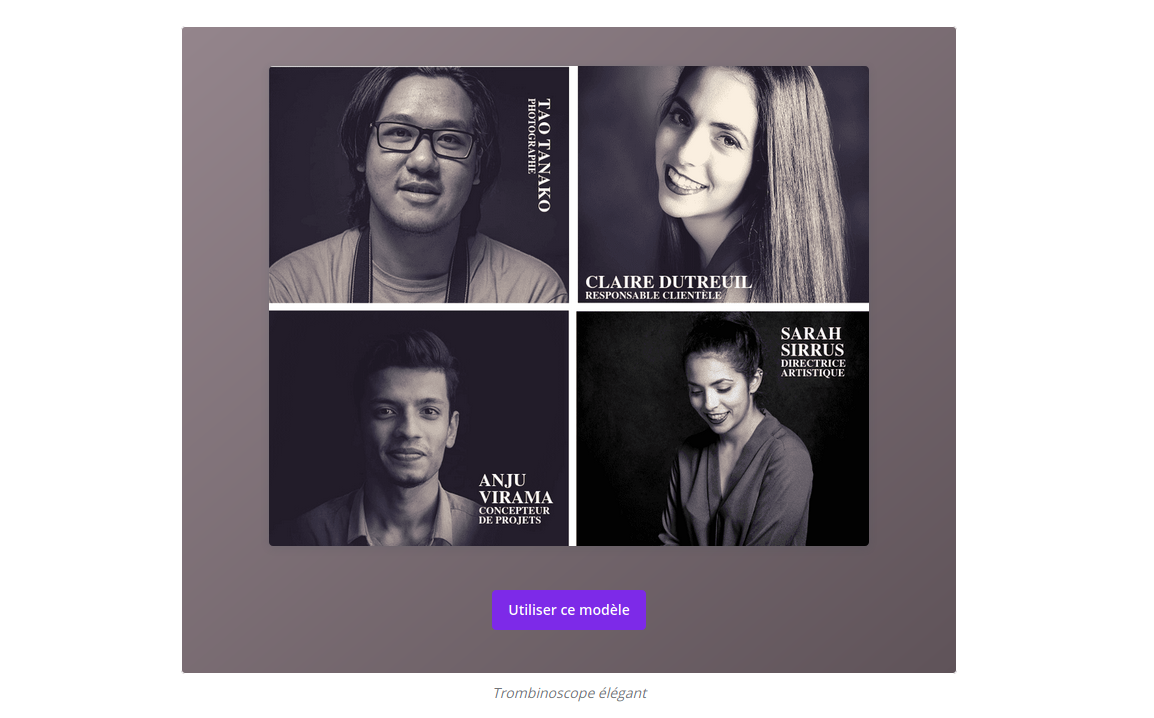 TAO TANAKO
PHOTOGRAPHE
CLAIRE DUTREUIL
RESPONSABLE CLIENTÈLE
ANJU
VIRAMA
CONCEPTEUR
DE PROJETS
SARAH
SIRRUS
DIRECTRICE
ARTISTIQUE
Utiliser ce modèle
Trombinoscope élégant